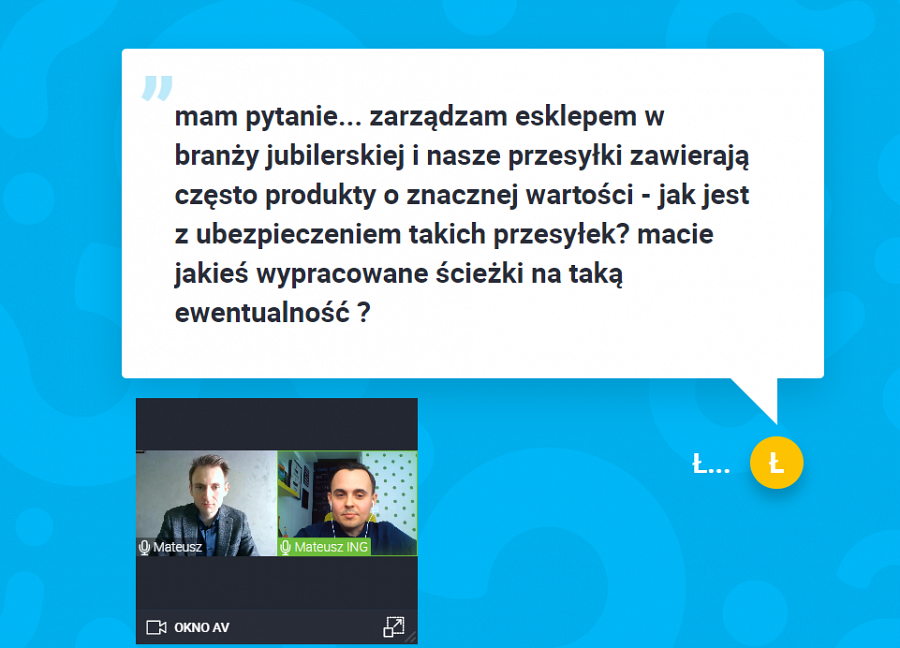 ”
mam pytanie... zarządzam esklepem w
branży jubilerskiej i nasze przesyłki zawierają
często produkty o znacznej wartości - jak jest
z ubezpieczeniem takich przesyłek? macie
jakieś wypracowane ścieżki na taką
ewentualność ?
Ł... Ł
Mateusz Mateusz ING
OKNO AV